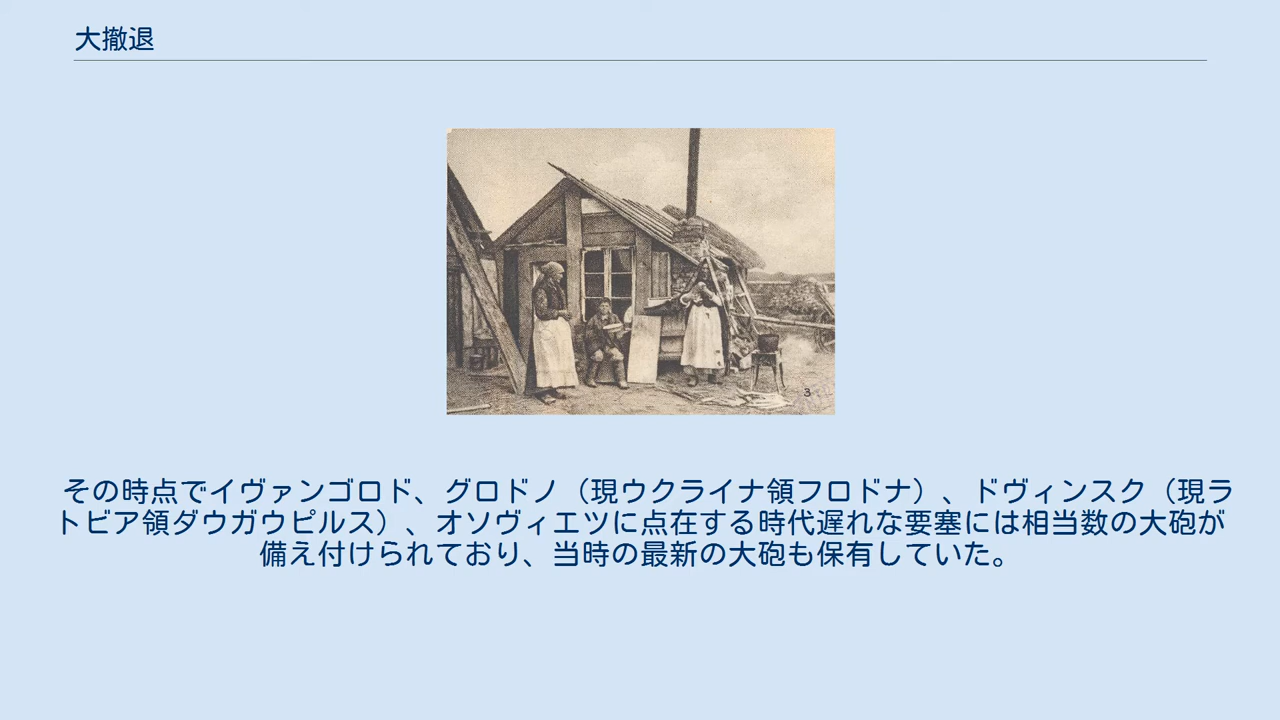 大撤退
3
その時点でイヴァンゴロド、グロドノ（現ウクライナ領フロドナ）、ドヴィンスク（現ラ
トビア領ダウガウピルス）、オソヴィエツに点在する時代遅れな要塞には相当数の大砲が
備え付けられており、当時の最新の大砲も保有していた。